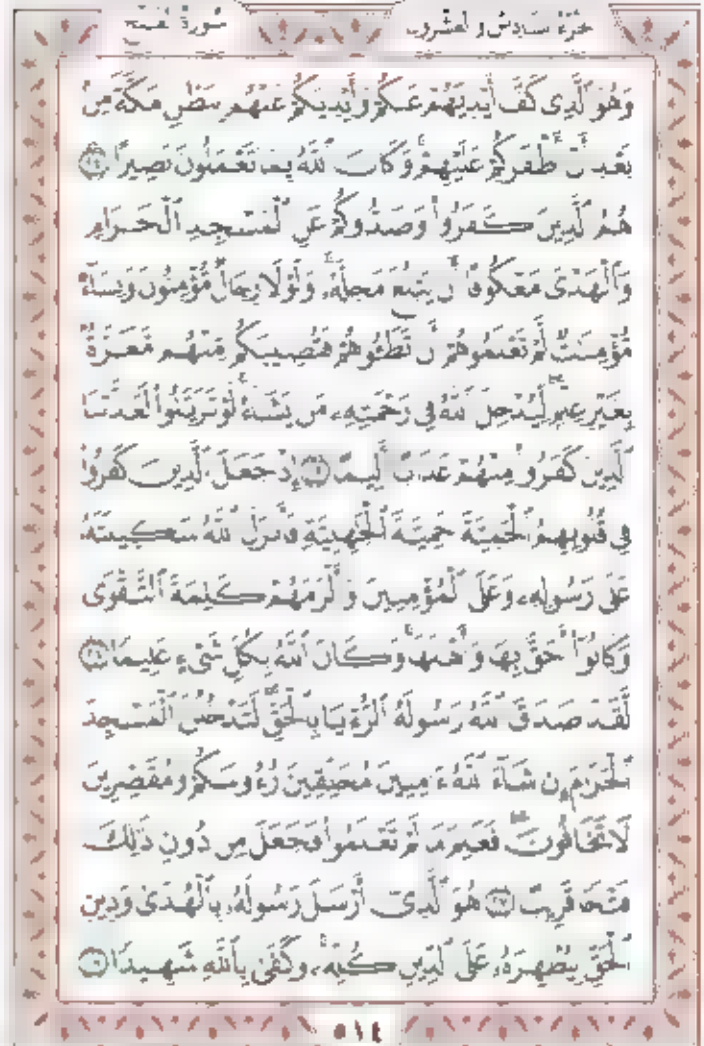 سورة الفتح
جزء سادس والعشرون
وَهُوَ ٱلَّذِى كَفَّ أَيْدِيَهُمْ عَنكُمْ وَأَيْدِيَكُمْ عَنْهُم بِبَطْنِ مَكَّةَ مِنۢ
بَعْدِ أَنْ أَظْفَرَكُمْ عَلَيْهِمْ ۚ وَكَانَ ٱللَّهُ بِمَا تَعْمَلُونَ بَصِيرًا ٢٤
هُمُ ٱلَّذِينَ كَفَرُوا۟ وَصَدُّوكُمْ عَنِ ٱلْمَسْجِدِ ٱلْحَرَامِ
وَٱلْهَدْىَ مَعْكُوفًا أَن يَبْلُغَ مَحِلَّهُۥ ۚ وَلَوْلَا رِجَالٌ مُّؤْمِنُونَ وَنِسَآءٌ
مُّؤْمِنَـٰتٌ لَّمْ تَعْلَمُوهُمْ أَن تَطَـُٔوهُمْ فَتُصِيبَكُم مِّنْهُم مَّعَرَّةٌۢ
بِغَيْرِ عِلْمٍ ۖ لِّيُدْخِلَ ٱللَّهُ فِى رَحْمَتِهِۦ مَن يَشَآءُ ۚ لَوْ تَزَيَّلُوا۟ لَعَذَّبْنَا
ٱلَّذِينَ كَفَرُوا۟ مِنْهُمْ عَذَابًا أَلِيمًا ٢٥ إِذْ جَعَلَ ٱلَّذِينَ كَفَرُوا۟
فِى قُلُوبِهِمُ ٱلْحَمِيَّةَ حَمِيَّةَ ٱلْجَـٰهِلِيَّةِ فَأَنزَلَ ٱللَّهُ سَكِينَتَهُۥ
عَلَىٰ رَسُولِهِۦ وَعَلَى ٱلْمُؤْمِنِينَ وَأَلْزَمَهُمْ كَلِمَةَ ٱلتَّقْوَىٰ
وَكَانُوٓا۟ أَحَقَّ بِهَا وَأَهْلَهَا ۚ وَكَانَ ٱللَّهُ بِكُلِّ شَىْءٍ عَلِيمًا ٢٦
لَّقَدْ صَدَقَ ٱللَّهُ رَسُولَهُ ٱلرُّءْيَا بِٱلْحَقِّ ۖ لَتَدْخُلُنَّ ٱلْمَسْجِدَ
ٱلْحَرَامَ إِن شَآءَ ٱللَّهُ ءَامِنِينَ مُحَلِّقِينَ رُءُوسَكُمْ وَمُقَصِّرِينَ
لَا تَخَافُونَ ۖ فَعَلِمَ مَا لَمْ تَعْلَمُوا۟ فَجَعَلَ مِن دُونِ ذَٰلِكَ
فَتْحًا قَرِيبًا ٢٧ هُوَ ٱلَّذِىٓ أَرْسَلَ رَسُولَهُۥ بِٱلْهُدَىٰ وَدِينِ
ٱلْحَقِّ لِيُظْهِرَهُۥ عَلَى ٱلدِّينِ كُلِّهِۦ ۚ وَكَفَىٰ بِٱللَّهِ شَهِيدًا ٢٨
٥١٤